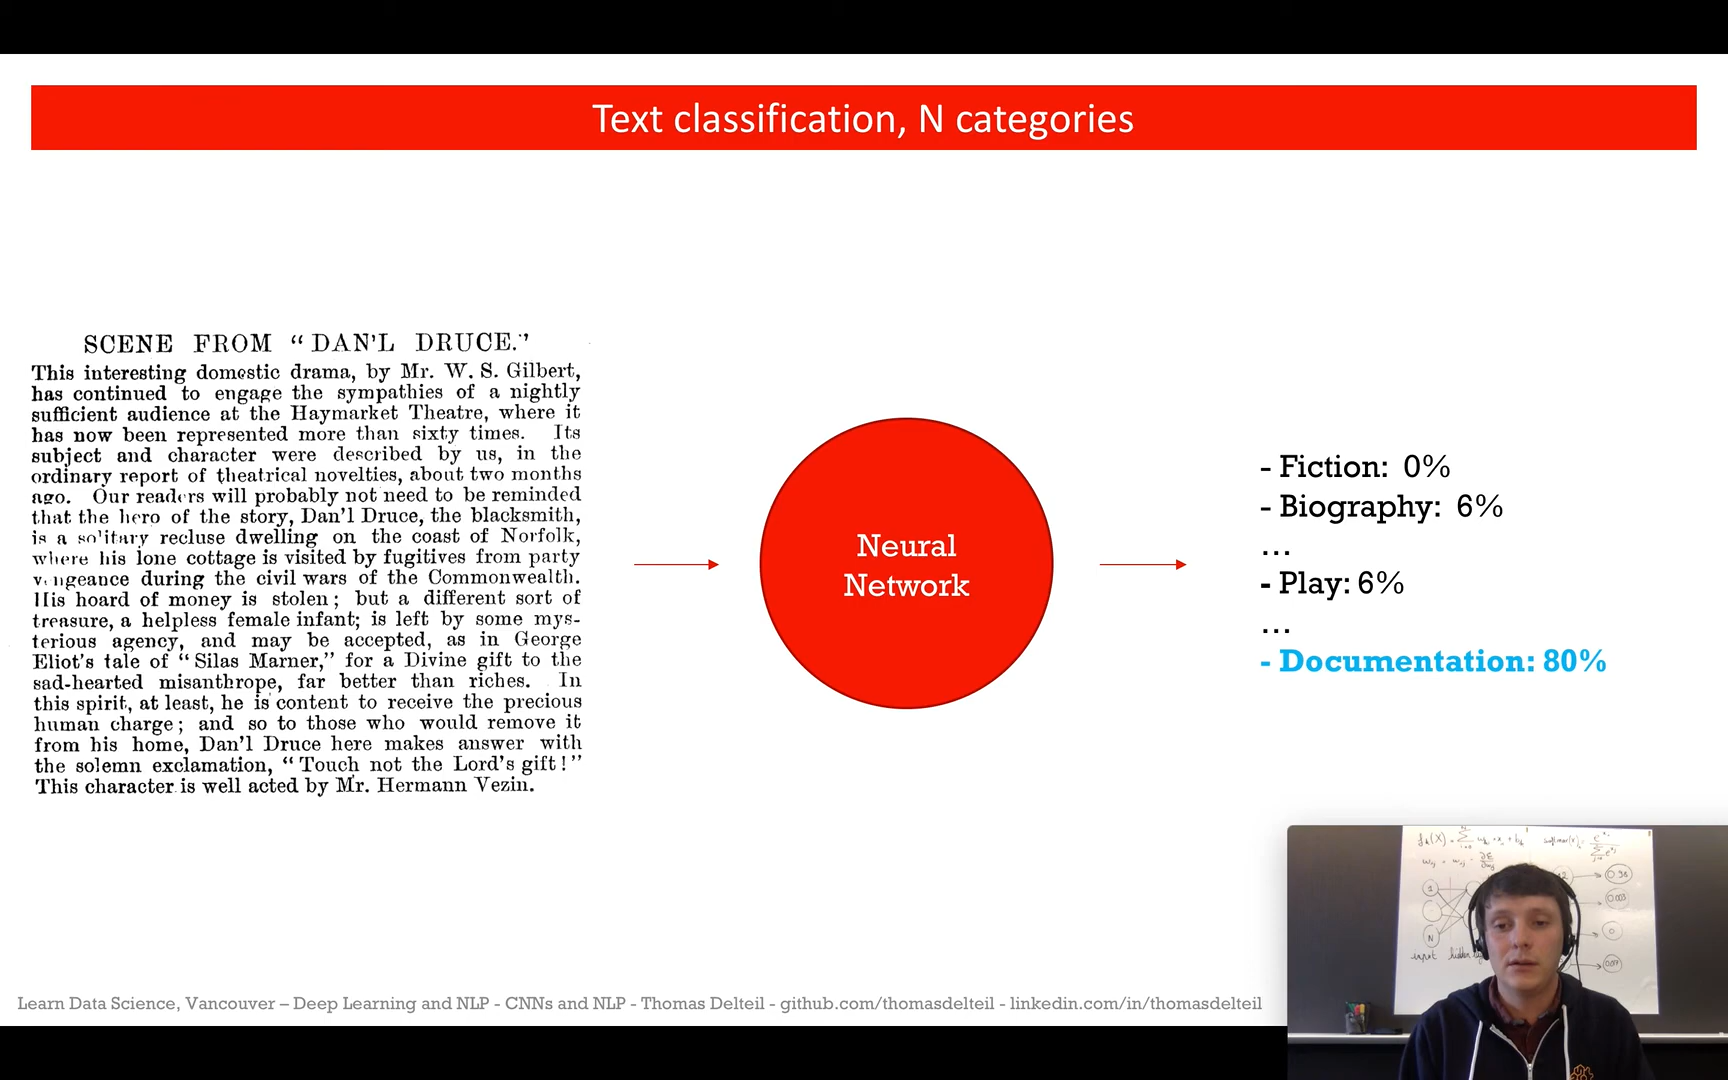 Text classification, N categories
SCENE FROM “DAN'L DRUCE.”
This interesting domestic drama, by Mr. W. S. Gilbert,
has continued to engage the sympathies of a nightly
sufficient audience at the Haymarket Theatre, where it
has now been represented more than sixty times. Its
subject and character were described by us, in the
ordinary report of theatrical novelties, about two months
ago. Our readers will probably not need to be reminded
that the hero of the story, Dan'l Druce, the blacksmith,
is a solitary recluse dwelling on the coast of Norfolk,
where his lone cottage is visited by fugitives from party
vengeance during the civil wars of the Commonwealth.
His hoard of money is stolen; but a different sort of
treasure, a helpless female infant; is left by some mys-
terious agency, and may be accepted, as in George
Eliot's tale of “Silas Marner,” for a Divine gift to the
sad-hearted misanthrope, far better than riches. In
this spirit, at least, he is content to receive the precious
human charge; and so to those who would remove it
from his home, Dan'l Druce here makes answer with
the solemn exclamation, “Touch not the Lord's gift!”
This character is well acted by Mr. Hermann Vezin.
Neural
Network
- Fiction: 0%
- Biography: 6%
...
- Play: 6%
...
- Documentation: 80%
input hidden
Learn Data Science, Vancouver – Deep Learning and NLP - CNNs and NLP - Thomas Delteil - github.com/thomasdelteil - linkedin.com/in/thomasdelteil